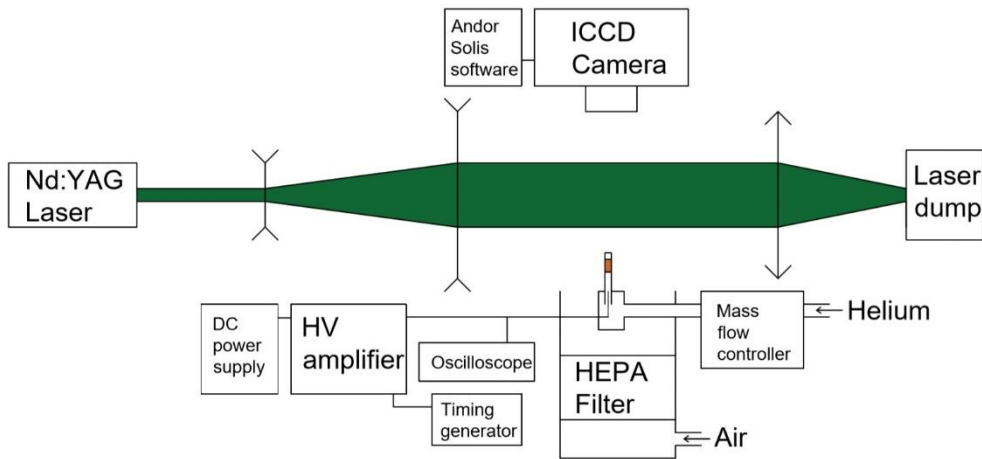 Andor
Solis
software
ICCD
Camera
Nd:YAG
Laser
Laser
dump
DC
power
supply
HV
amplifier
Oscilloscope
Timing
generator
HEPA
Filter
Mass
flow
controller
Helium
Air